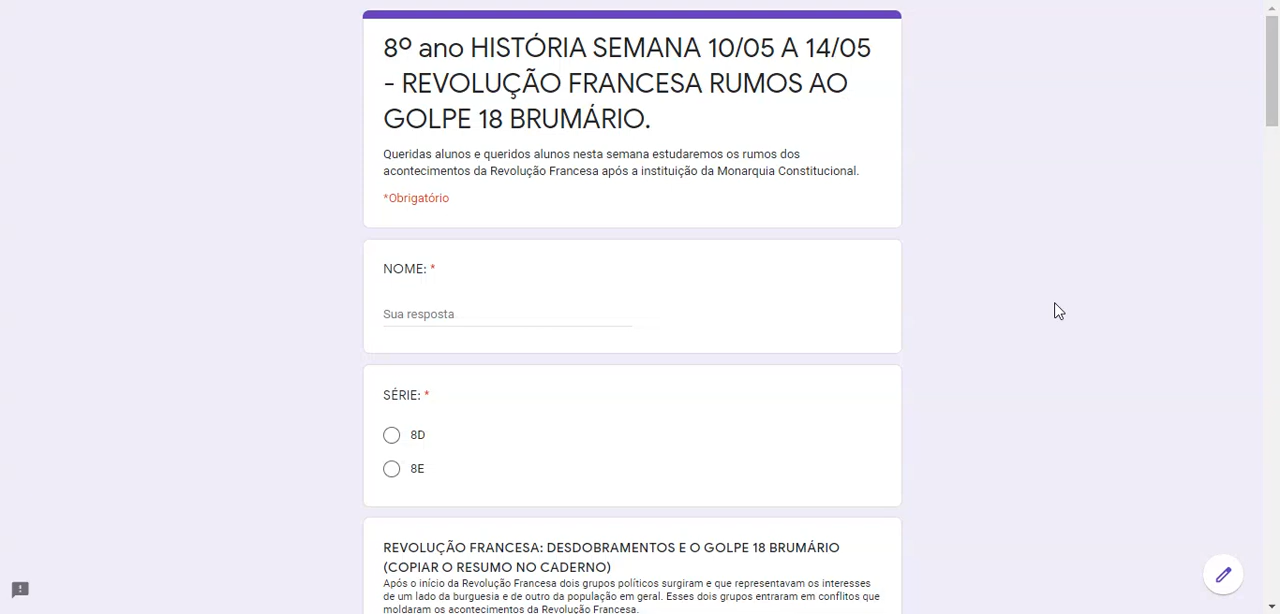 8º ano HISTÓRIA SEMANA 10/05 A 14/05
- REVOLUÇÃO FRANCESA RUMOS AO
GOLPE 18 BRUMÁRIO.
Queridas alunos e queridos alunos nesta semana estudaremos os rumos dos
acontecimentos da Revolução Francesa após a instituição da Monarquia Constitucional.
*Obrigatório
NOME: *
Sua resposta
SÉRIE: *
8D
8E
REVOLUÇÃO FRANCESA: DESDOBRAMENTOS E O GOLPE 18 BRUMÁRIO
(COPIAR O RESUMO NO CADERNO)
Após o início da Revolução Francesa dois grupos políticos surgiram e que representavam os interesses
de um lado da burguesia e de outro da população em geral. Esses dois grupos entraram em conflitos que
moldaram os acontecimentos da Revolução Francesa.